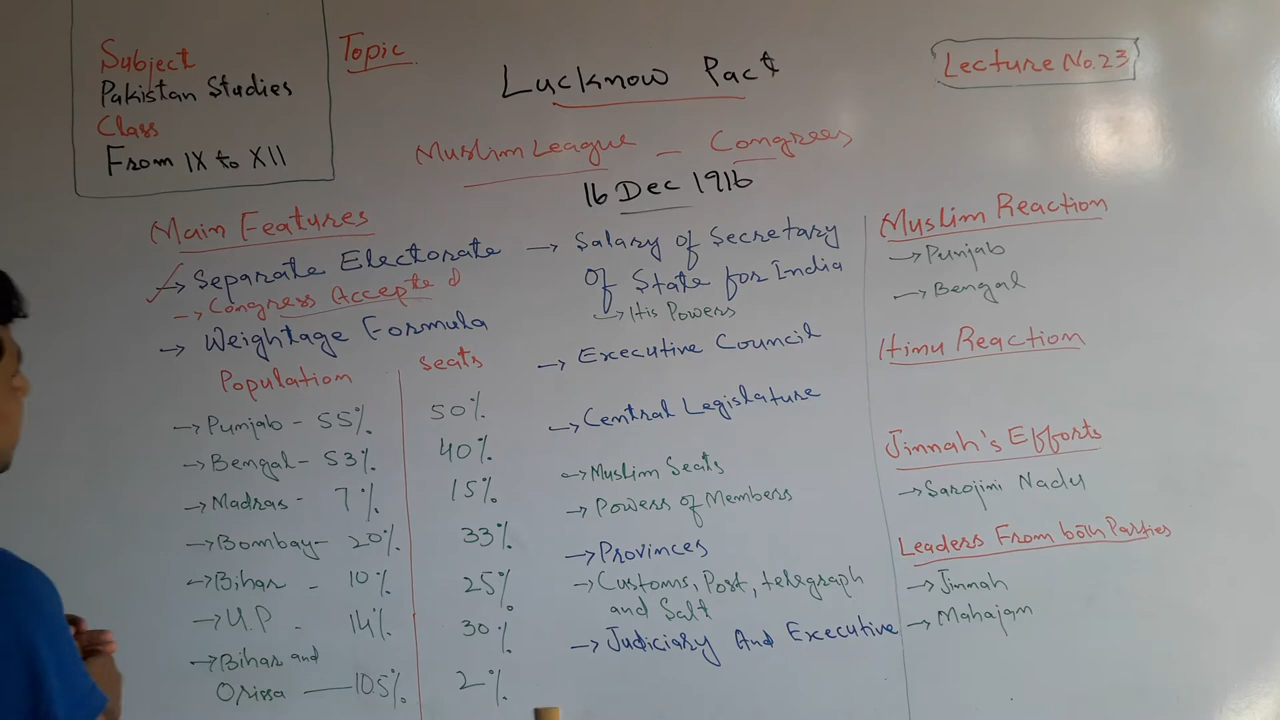 Subject
Pakistan Studies
Class
From IX to XII
Topic
Lucknow Pact
Lecture No.23
Muslim League - Congrees
16 Dec 1916
Main Features
→ Separate Electorate
→ Congress Accepted
→ Weightage Formula
Population
Seats
→ Punjab - 55% 50%
→ Bengal - 53% 40%
→ Madras - 7% 15%
→ Bombay - 20% 33%
→ Bihar - 10% 25%
→ U.P - 14% 30%
→ Bihar and
Orissa — 10.5% 2%
→ Salary of Secretary
of State for India
→ His Powers
→ Executive Council
→ Central Legislature
→ Muslim Seats
→ Powers of Members
→ Provinces
→ Customs, Post, telegraph
and Salt
→ Judiciary And Executive
Muslim Reaction
→ Punjab
→ Bengal
Hinu Reaction
Jinnah's Efforts
→ Sarojini Nadu
Leaders From both Parties
→ Jinnah
→ Mahajan